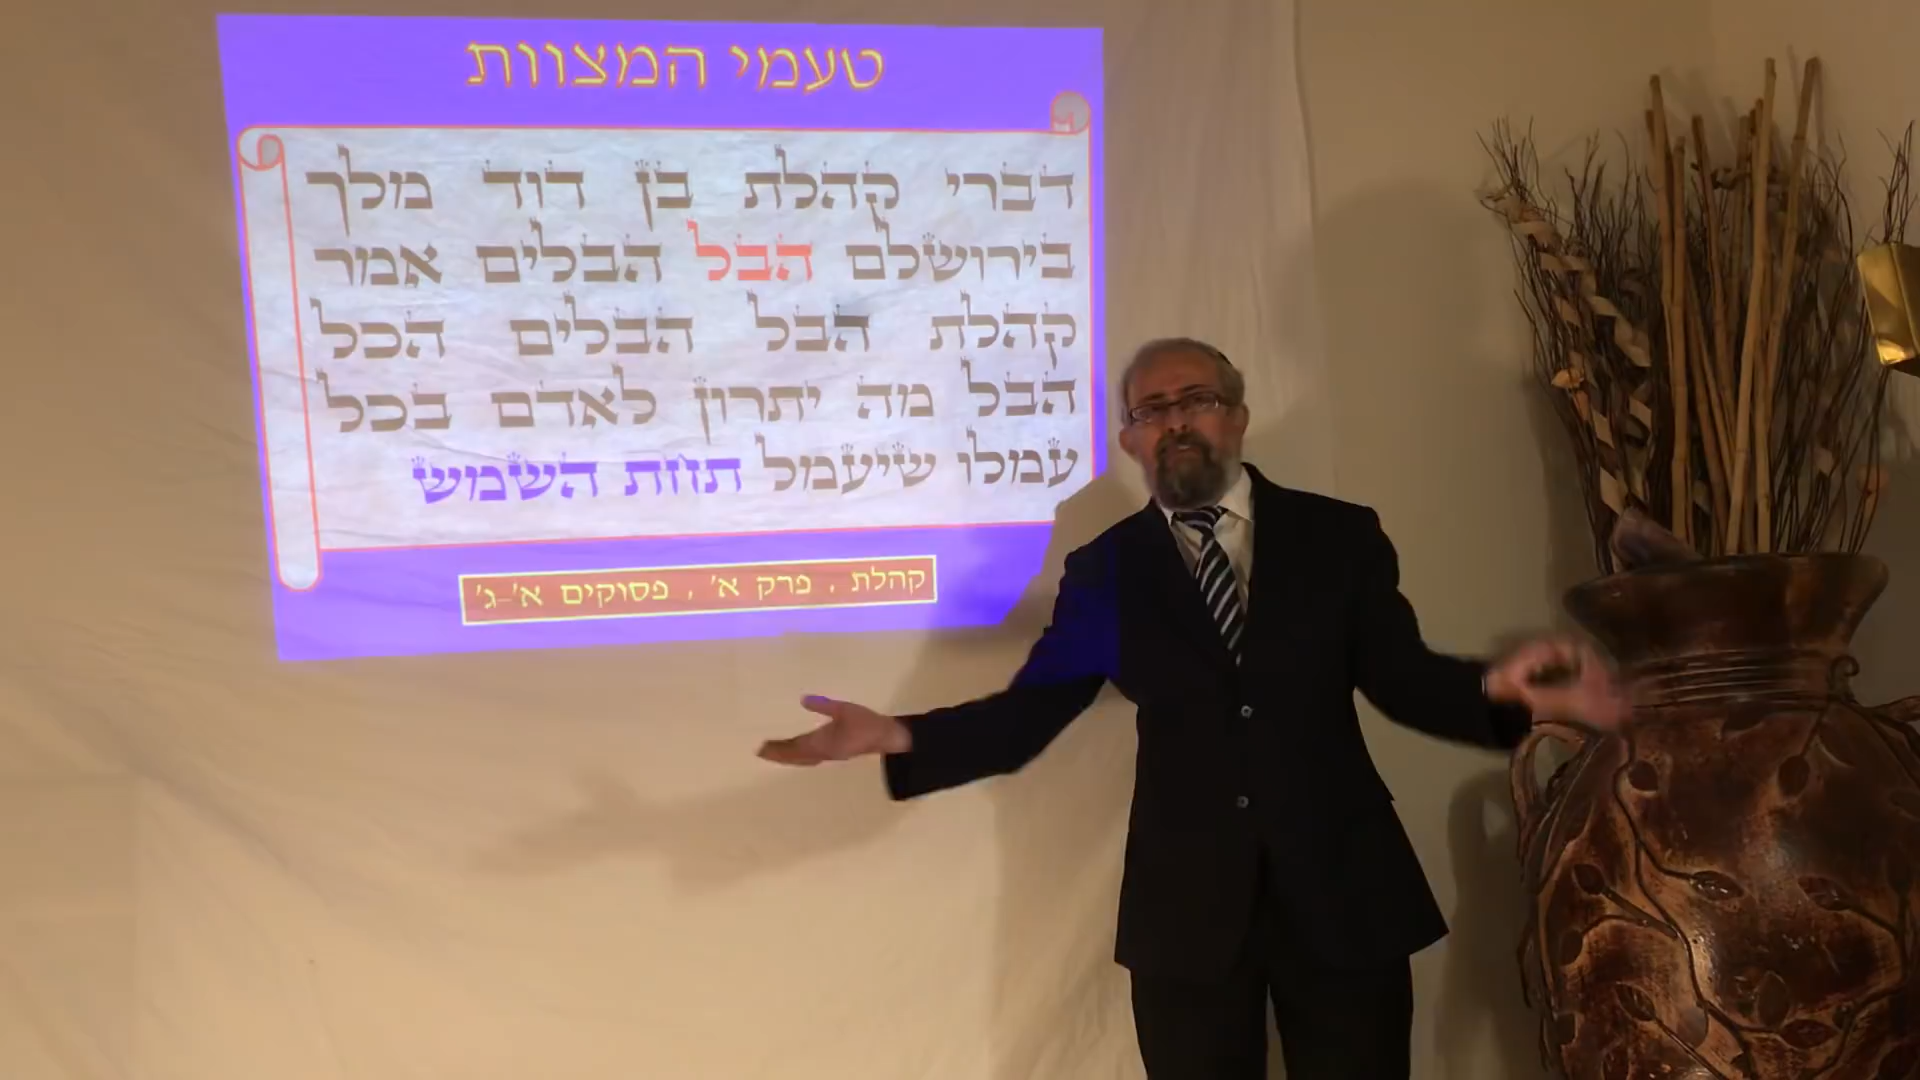 טעמי המצוות
דברי קהלת בן דוד מלך
בירושלם הבל הבלים אמר
קהלת הבל הבלים הכל
הבל מה יתרון לאדם בכל
עמלו שיעמל תחת השמש
קהלת , פרק א' , פסוקים א'-ג'